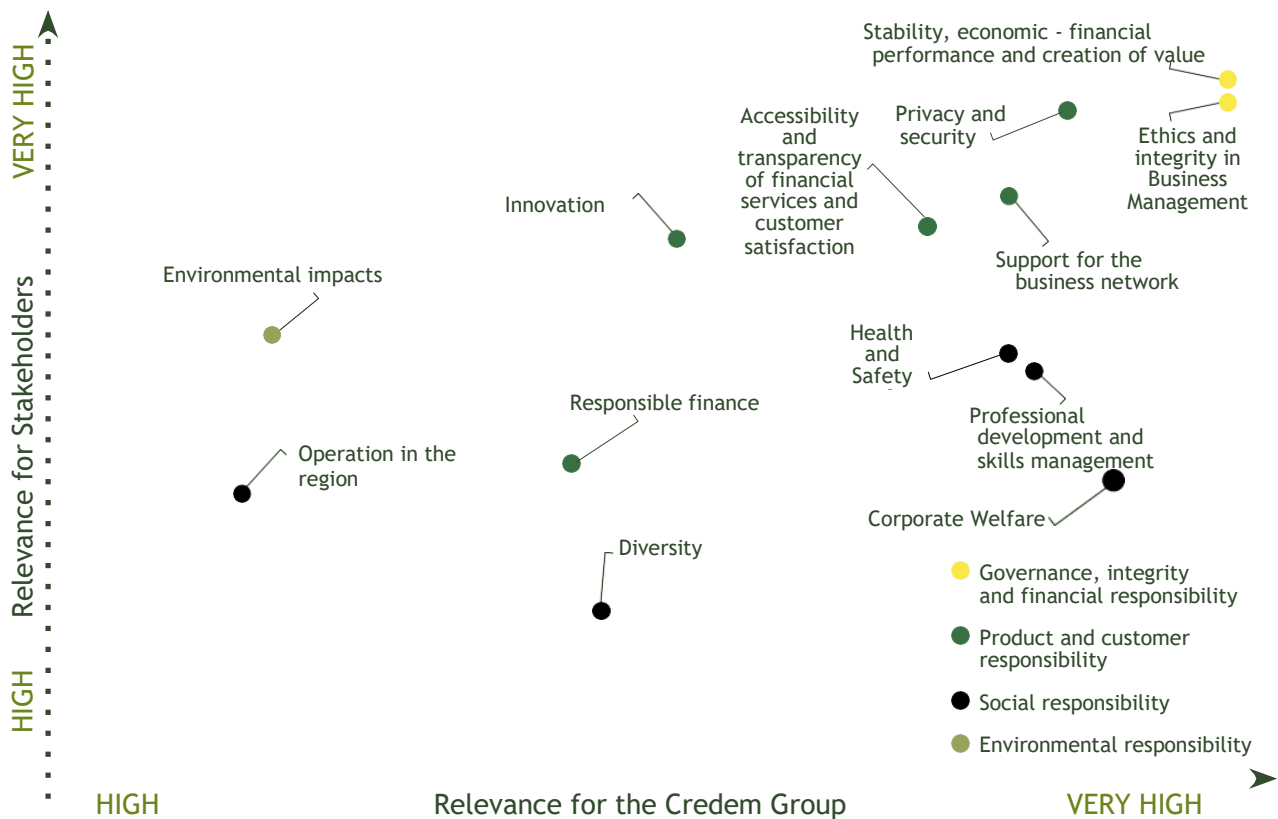 Stability, economic - financial
performance and creation of value
VERY HIGH
Accessibility
and
transparency
of financial
services and
customer
satisfaction
Privacy and
security
Ethics and
integrity in
Business
Management
Innovation
Support for the
business network
Environmental impacts
Relevance for Stakeholders
Health
and
Safety
Responsible finance
Professional
development and
skills management
Operation in the
region
Corporate Welfare
Diversity
Governance, integrity
and financial responsibility
Product and customer
responsibility
HIGH
Social responsibility
Environmental responsibility
HIGH
Relevance for the Credem Group
VERY HIGH